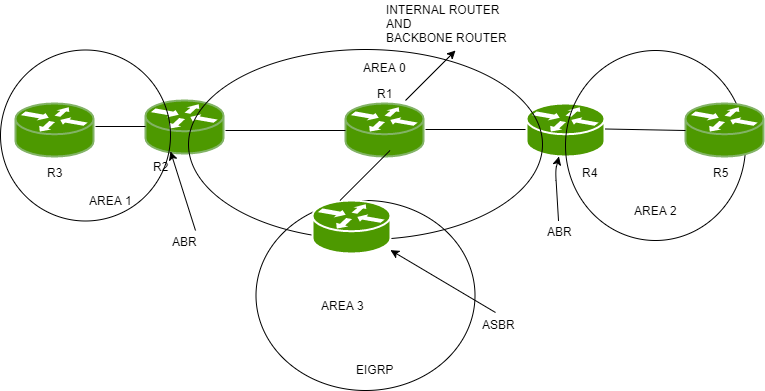 INTERNAL ROUTER
AND
BACKBONE ROUTER
AREA 0
R1
R3
R2
R4
R5
AREA 1
AREA 2
ABR
ABR
AREA 3
ASBR
EIGRP